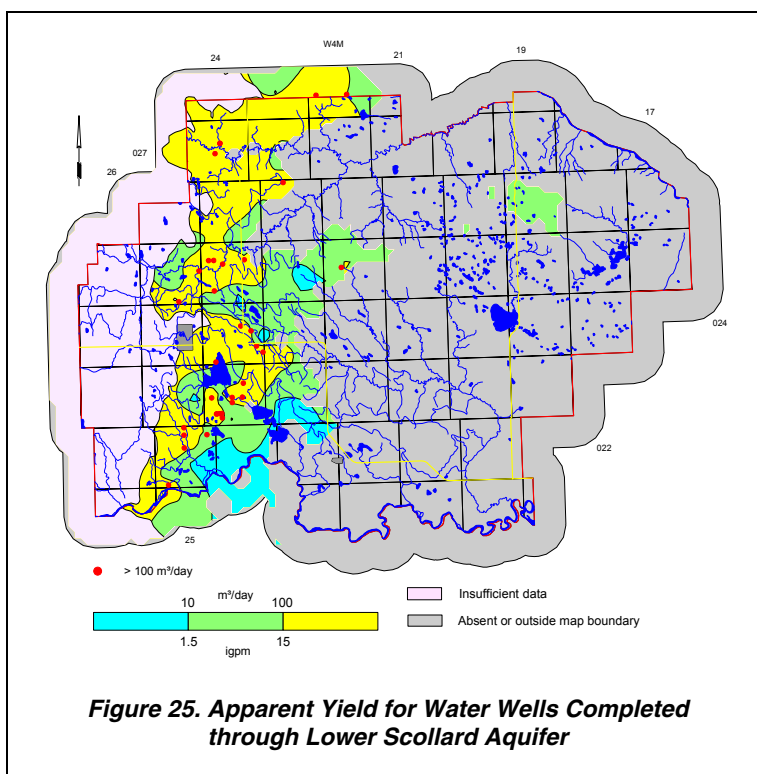 W4M
24
21
19
17
027
26
024
022
25
> 100 m³/day
10 m³/day 100
1.5 igpm 15
Insufficient data
Absent or outside map boundary
Figure 25. Apparent Yield for Water Wells Completed
through Lower Scollard Aquifer